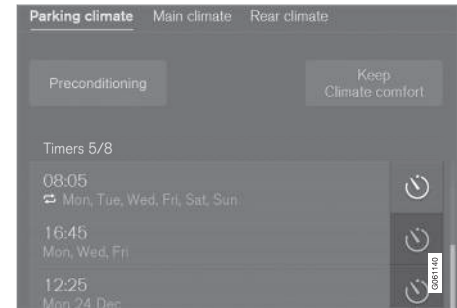 Parking climate Main climate Rear climate
Preconditioning
Keep
Climate comfort
Timers 5/8
08:05
Mon, Tue, Wed, Fri, Sat, Sun
16:45
Mon, Wed, Fri
12:25
Mon 24 Dec
G061140